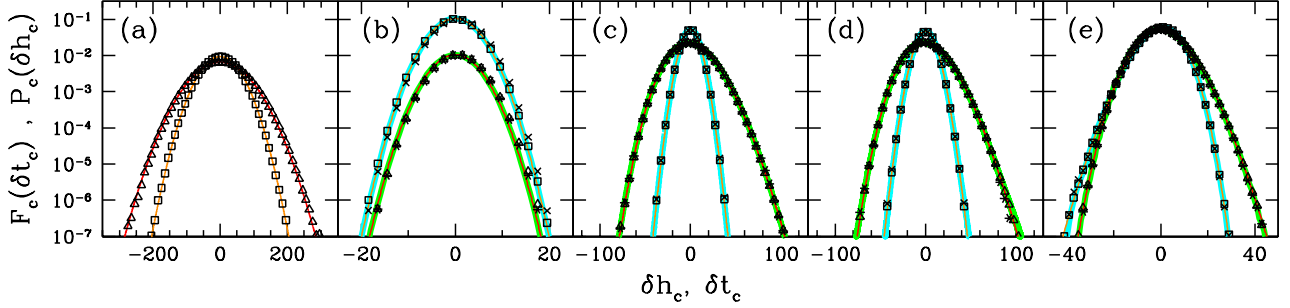 F_c(δt_c) , P_c(δh_c)
10^-1
10^-2
10^-3
10^-4
10^-5
10^-6
10^-7
(a)
(b)
(c)
(d)
(e)
−200 0 200
0 20
−100 0 100
−100 0 100
−40 0 40
δh_c, δt_c